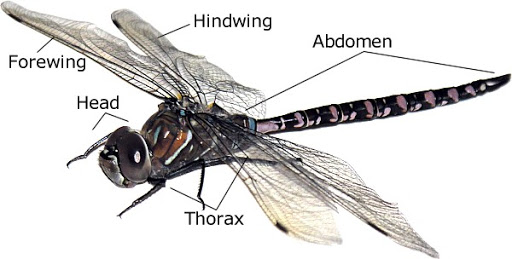 Hindwing
Forewing
Abdomen
Head
Thorax